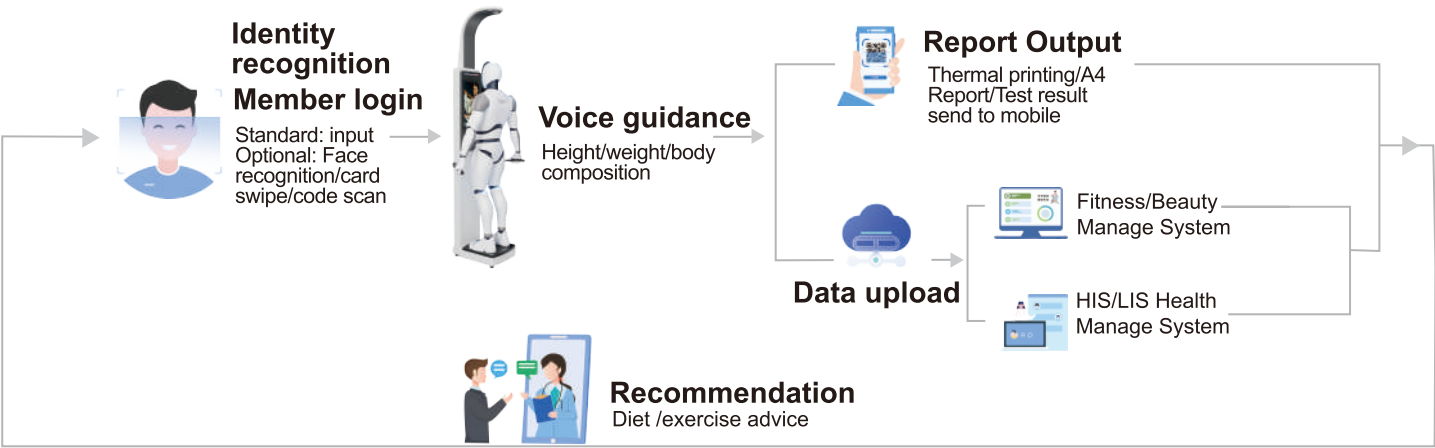 Identity
recognition
Member login
Standard: input
Optional: Face
recognition/card
swipe/code scan
Voice guidance
Height/weight/body
composition
Report Output
Thermal printing/A4
Report/Test result
send to mobile
Data upload
Fitness/Beauty
Manage System
HIS/LIS Health
Manage System
Recommendation
Diet /exercise advice